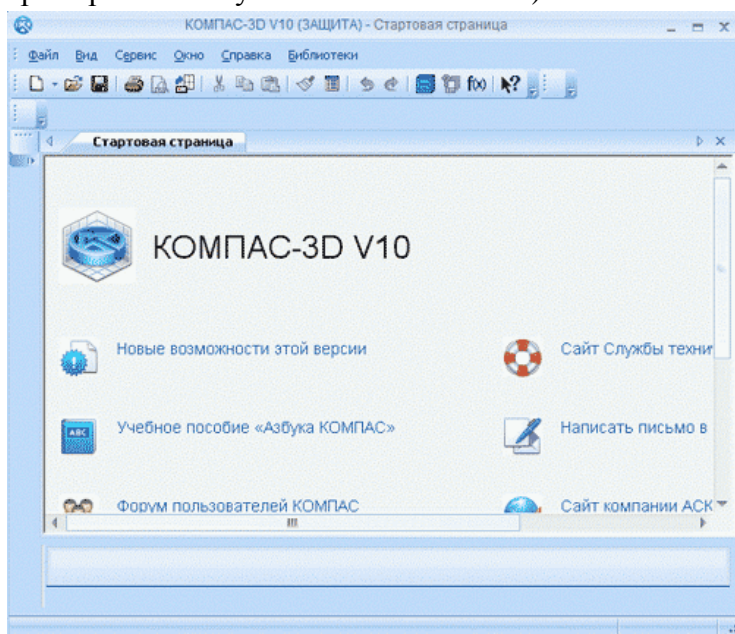 КОМПАС-3D V10 (ЗАЩИТА) - Стартовая страница
Файл Вид Сервис Окно Справка Библиотеки
f(x)
Стартовая страница
КОМПАС-3D V10
Новые возможности этой версии
Сайт Службы техни
ABC
Учебное пособие «Азбука КОМПАС»
Написать письмо в
Форум пользователей КОМПАС
Сайт компании АСК